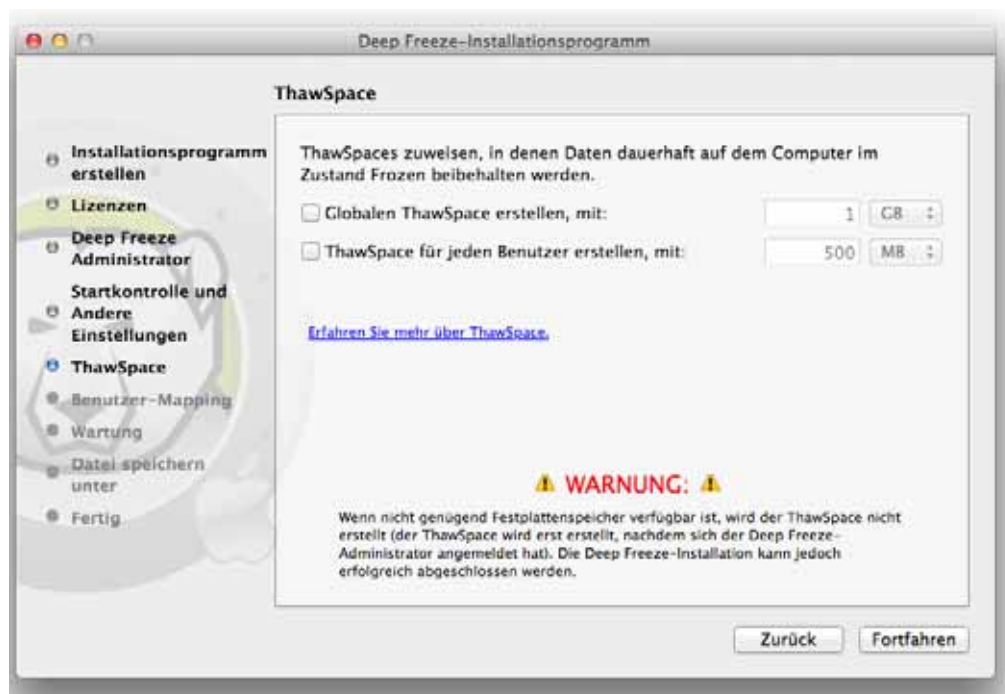 Deep Freeze-Installationsprogramm
ThawSpace
Installationsprogramm
erstellen
Lizenzen
Deep Freeze
Administrator
Startkontrolle und
Andere
Einstellungen
ThawSpace
Benutzer-Mapping
Wartung
Datei speichern
unter
Fertig
ThawSpaces zuweisen, in denen Daten dauerhaft auf dem Computer im
Zustand Frozen beibehalten werden.
Globalen ThawSpace erstellen, mit: 1 GB
ThawSpace für jeden Benutzer erstellen, mit: 500 MB
Erfahren Sie mehr über ThawSpace.
WARNUNG:
Wenn nicht genügend Festplattenspeicher verfügbar ist, wird der ThawSpace nicht
erstellt (der ThawSpace wird erst erstellt, nachdem sich der Deep Freeze-
Administrator angemeldet hat). Die Deep Freeze-Installation kann jedoch
erfolgreich abgeschlossen werden.
Zurück Fortfahren